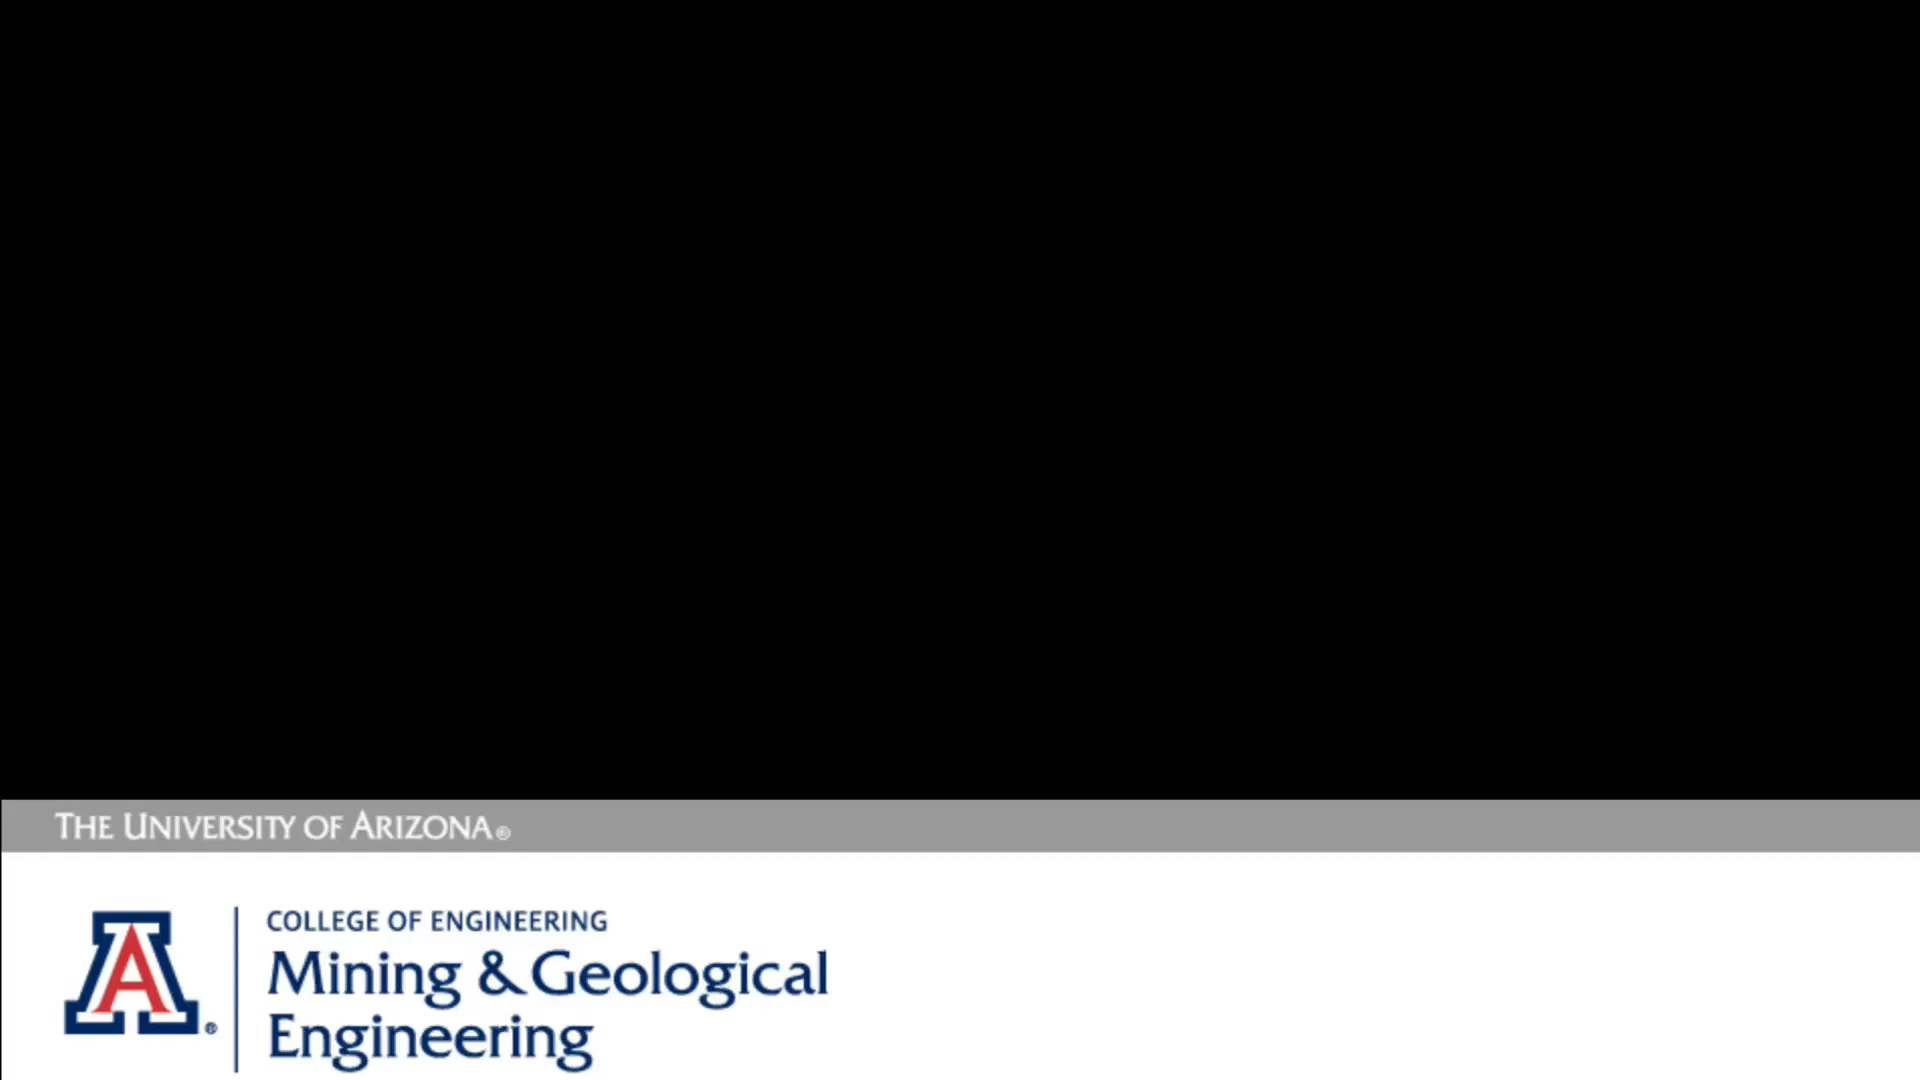 THE UNIVERSITY OF ARIZONA®
A®
COLLEGE OF ENGINEERING
Mining & Geological
Engineering